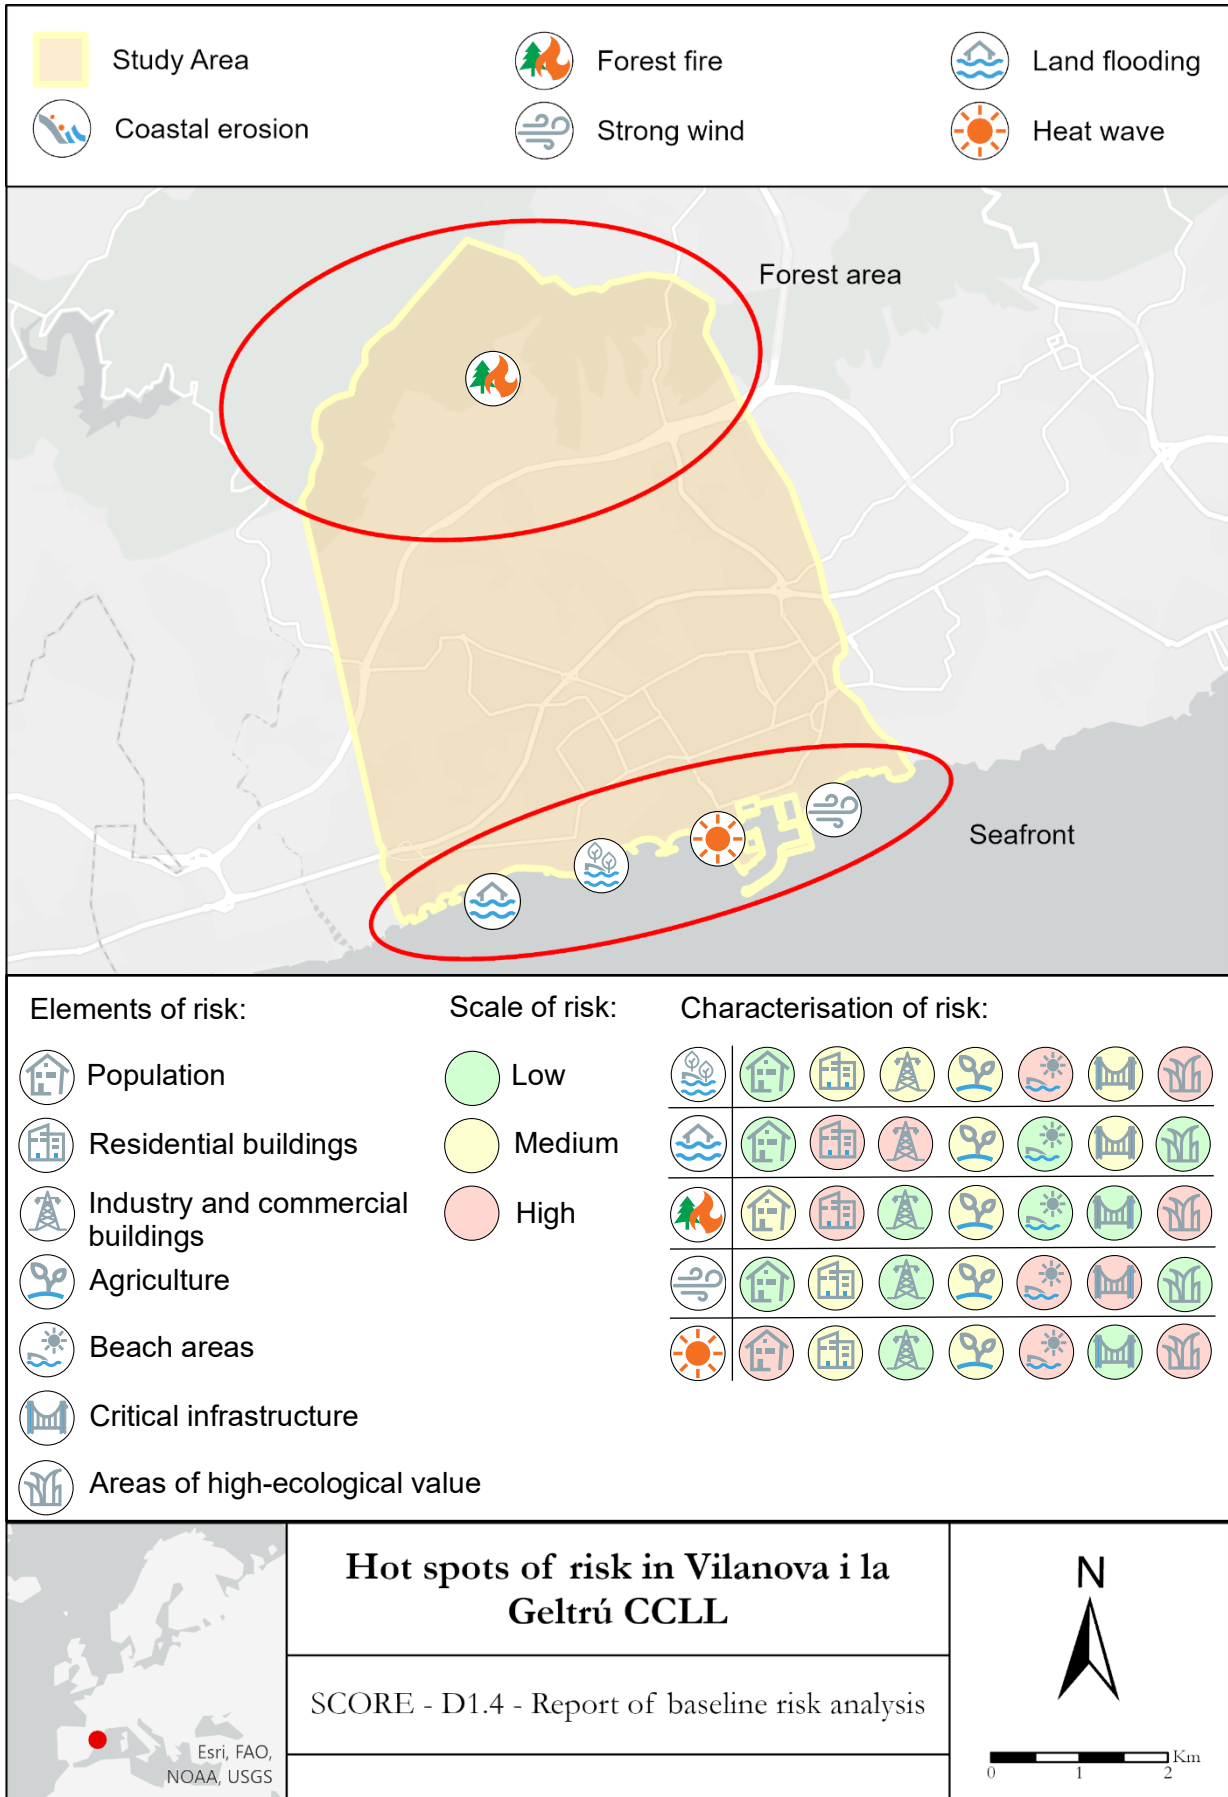 Study Area
Forest fire
Land flooding
Coastal erosion
Strong wind
Heat wave
Forest area
Seafront
Elements of risk:
Scale of risk:
Characterisation of risk:
Population
Residential buildings
Industry and commercial
buildings
Agriculture
Beach areas
Critical infrastructure
Areas of high-ecological value
Low
Medium
High
Esri, FAO,
NOAA, USGS
Hot spots of risk in Vilanova i la
Geltrú CCLL
SCORE - D1.4 - Report of baseline risk analysis
N
Km
0 1 2